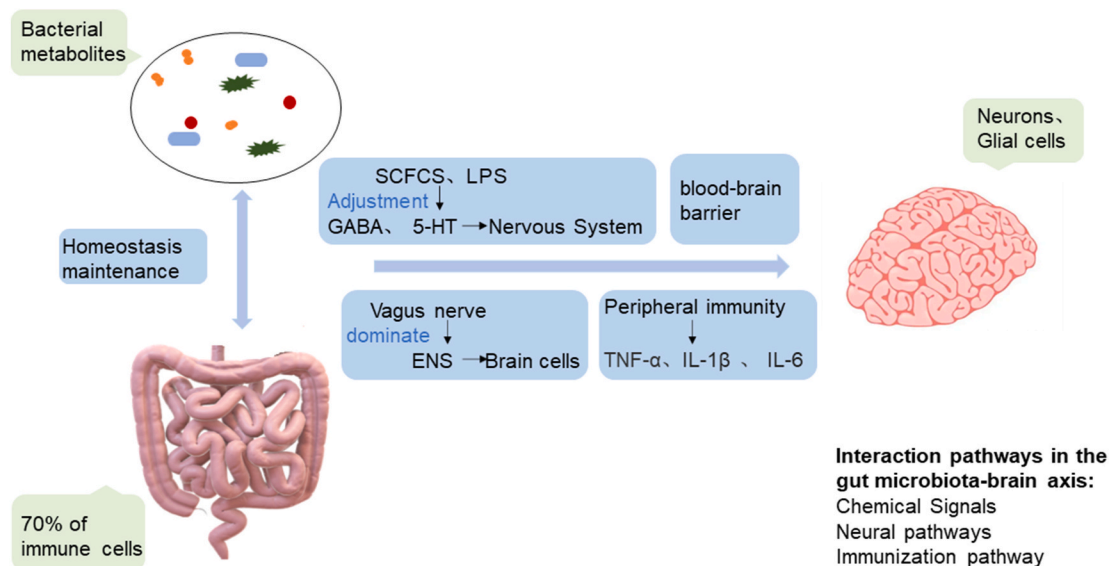 Bacterial
metabolites
Neurons、
Glial cells
SCFCS、LPS
Adjustment
GABA、 5-HT
Nervous System
blood-brain
barrier
Homeostasis
maintenance
Vagus nerve
dominate
ENS
Brain cells
Peripheral immunity
TNF-α、IL-1β 、 IL-6
70% of
immune cells
Interaction pathways in the
gut microbiota-brain axis:
Chemical Signals
Neural pathways
Immunization pathway